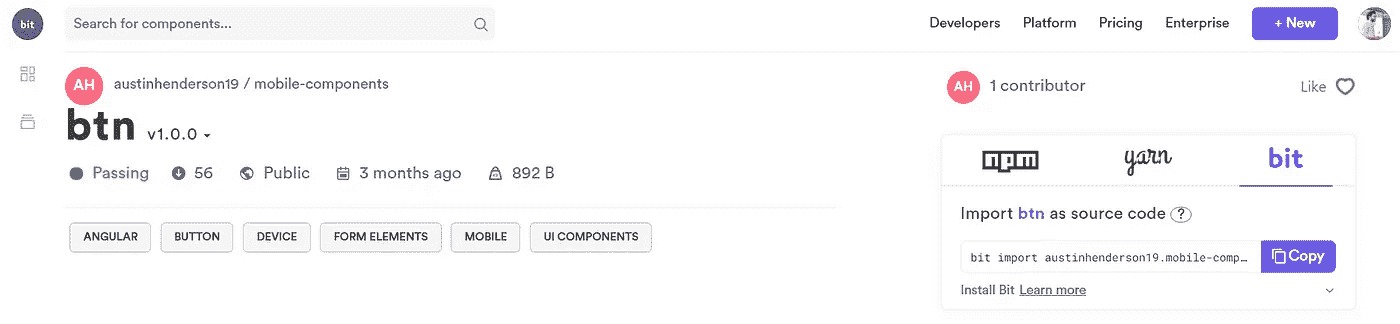 bit
Search for components...
Developers Platform Pricing Enterprise + New
AH austinhenderson19 / mobile-components
AH 1 contributor Like
btn v1.0.0
Passing 56 Public 3 months ago 892 B
npm yarn bit
Import btn as source code ?
ANGULAR BUTTON DEVICE FORM ELEMENTS MOBILE UI COMPONENTS
bit import austinhenderson19.mobile-comp… Copy
Install Bit Learn more